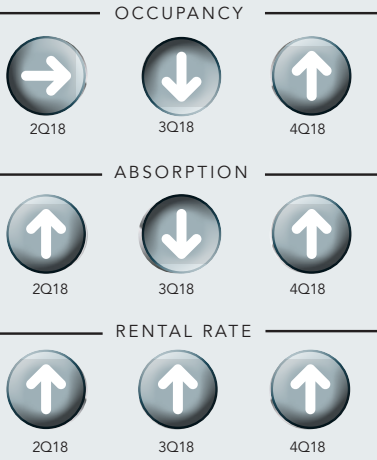 OCCUPANCY
2Q18 3Q18 4Q18
ABSORPTION
2Q18 3Q18 4Q18
RENTAL RATE
2Q18 3Q18 4Q18